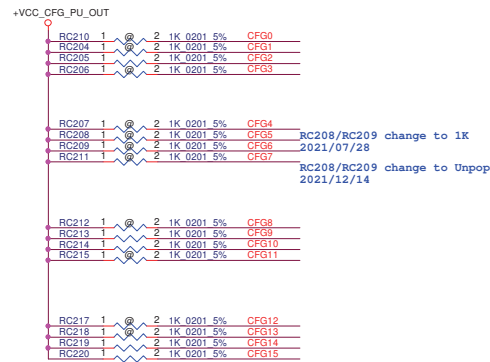 +VCC_CFG_PU_OUT
RC210 1 @ 2 1K_0201_5% CFG0
RC204 1 @ 2 1K_0201_5% CFG1
RC205 1 @ 2 1K_0201_5% CFG2
RC206 1 @ 2 1K_0201_5% CFG3
RC207 1 @ 2 1K_0201_5% CFG4
RC208 1 @ 2 1K_0201_5% CFG5
RC209 1 @ 2 1K_0201_5% CFG6
RC211 1 @ 2 1K_0201_5% CFG7
RC208/RC209 change to 1K
2021/07/28
RC208/RC209 change to Unpop
2021/12/14
RC212 1 @ 2 1K_0201_5% CFG8
RC213 1 @ 2 1K_0201_5% CFG9
RC214 1 2 1K_0201_5% CFG10
RC215 1 @ 2 1K_0201_5% CFG11
RC217 1 @ 2 1K_0201_5% CFG12
RC218 1 @ 2 1K_0201_5% CFG13
RC219 1 2 1K_0201_5% CFG14
RC220 1 2 1K_0201_5% CFG15